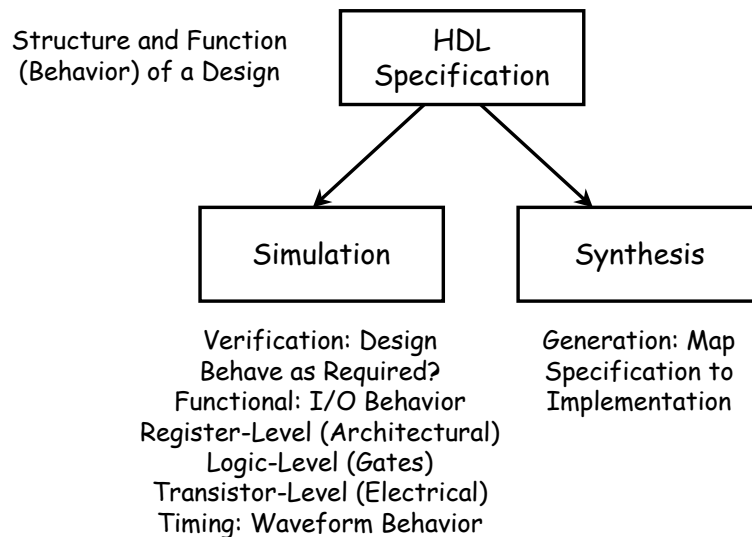 Structure and Function
(Behavior) of a Design
HDL
Specification
Simulation
Synthesis
Verification: Design
Behave as Required?
Functional: I/O Behavior
Register-Level (Architectural)
Logic-Level (Gates)
Transistor-Level (Electrical)
Timing: Waveform Behavior
Generation: Map
Specification to
Implementation